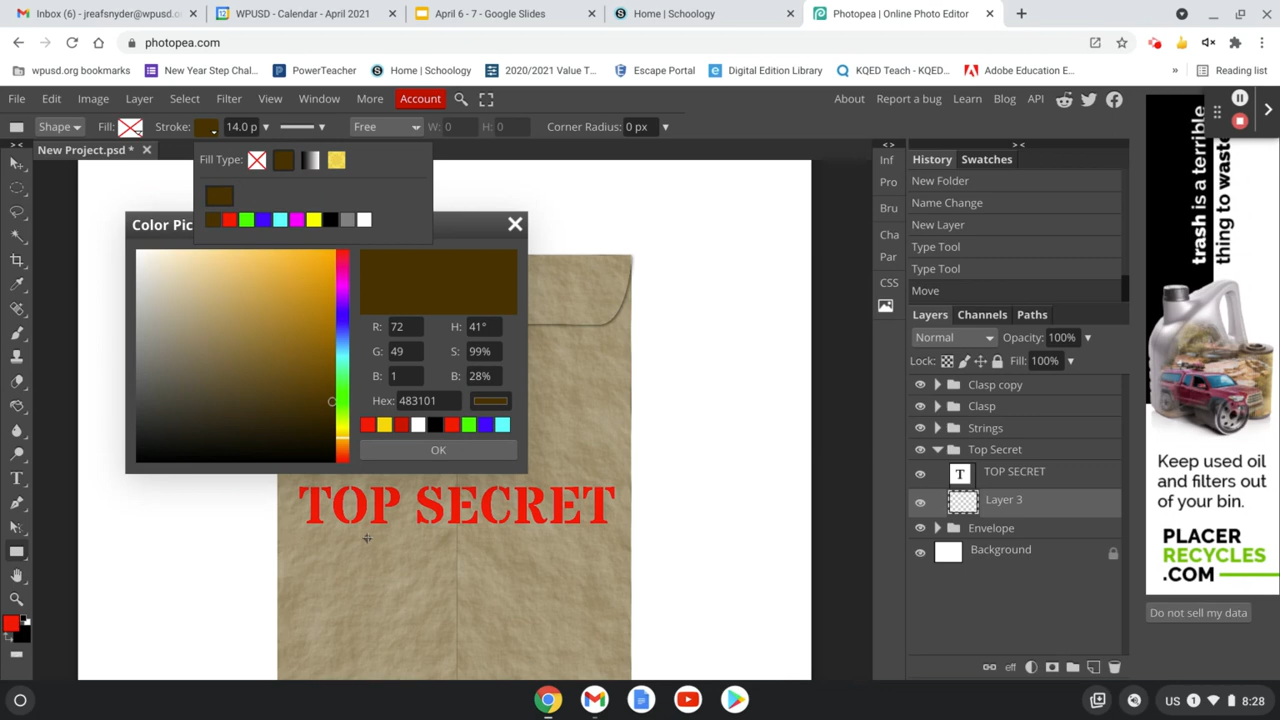 Inbox (6) - jreafsnyder@wpusd.o
WPUSD - Calendar - April 2021
April 6 - 7 - Google Slides
Home | Schoology
Photopea | Online Photo Editor
photopea.com
wpusd.org bookmarks
New Year Step Chal...
PowerTeacher
Home | Schoology
2020/2021 Value T...
Escape Portal
Digital Edition Library
KQED Teach - KQED...
Adobe Education E...
»
Reading list
File Edit Image Layer Select Filter View Window More Account
About Report a bug Learn Blog API
Shape Fill: Stroke: 14.0 p Free W: 0 H: 0 Corner Radius: 0 px
New Project.psd *
Fill Type:
Color Pic
R: 72 H: 41°
G: 49 S: 99%
B: 1 B: 28%
Hex: 483101
OK
TOP SECRET
Inf
Pro
Bru
Cha
Par
CSS
History Swatches
New Folder
Name Change
New Layer
Type Tool
Type Tool
Move
Layers Channels Paths
Normal Opacity: 100%
Lock: Fill: 100%
Clasp copy
Clasp
Strings
Top Secret
T TOP SECRET
Layer 3
Envelope
Background
trash is a terrible
thing to waste
Keep used oil
and filters out
of your bin.
PLACER
RECYCLES
.COM
Do not sell my data
US 1 8:28